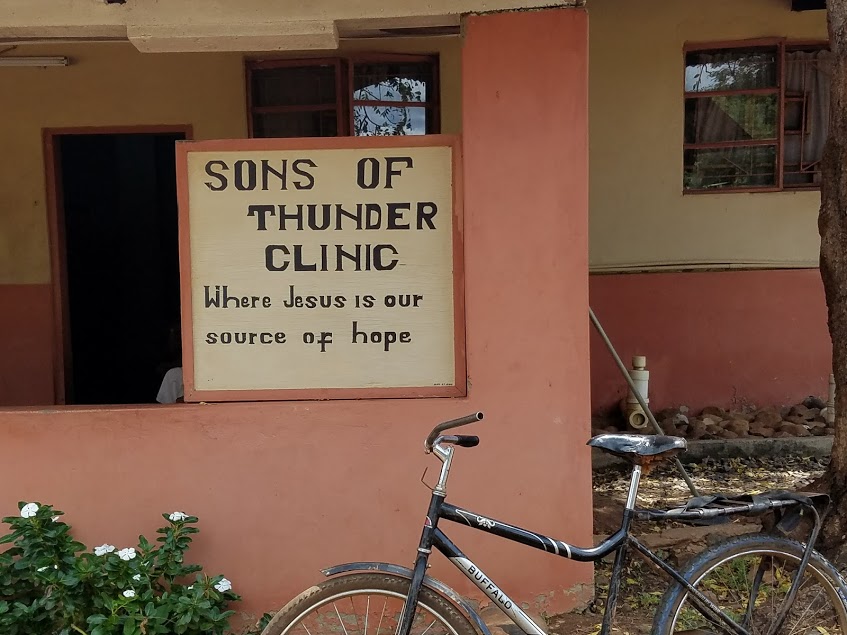 SONS OF
THUNDER
CLINIC
Where Jesus is our
source of hope
BUFFALO